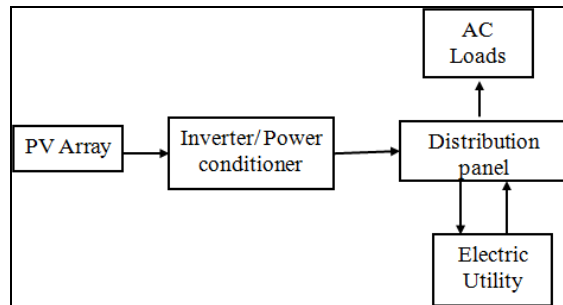 AC
Loads
PV Array
Inverter/Power
conditioner
Distribution
panel
Electric
Utility